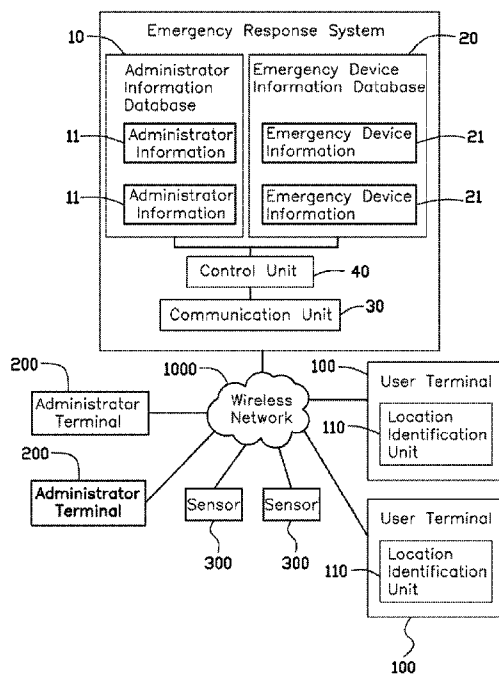 Emergency Response System
10
20
Administrator
Information
Database
Emergency Device
Information Database
11
Administrator
Information
Emergency Device
Information
21
11
Administrator
Information
Emergency Device
Information
21
Control Unit
40
Communication Unit
30
200
Administrator
Terminal
1000
Wireless
Network
100
User Terminal
110
Location
Identification
Unit
200
Administrator
Terminal
Sensor
Sensor
300
300
User Terminal
110
Location
Identification
Unit
100